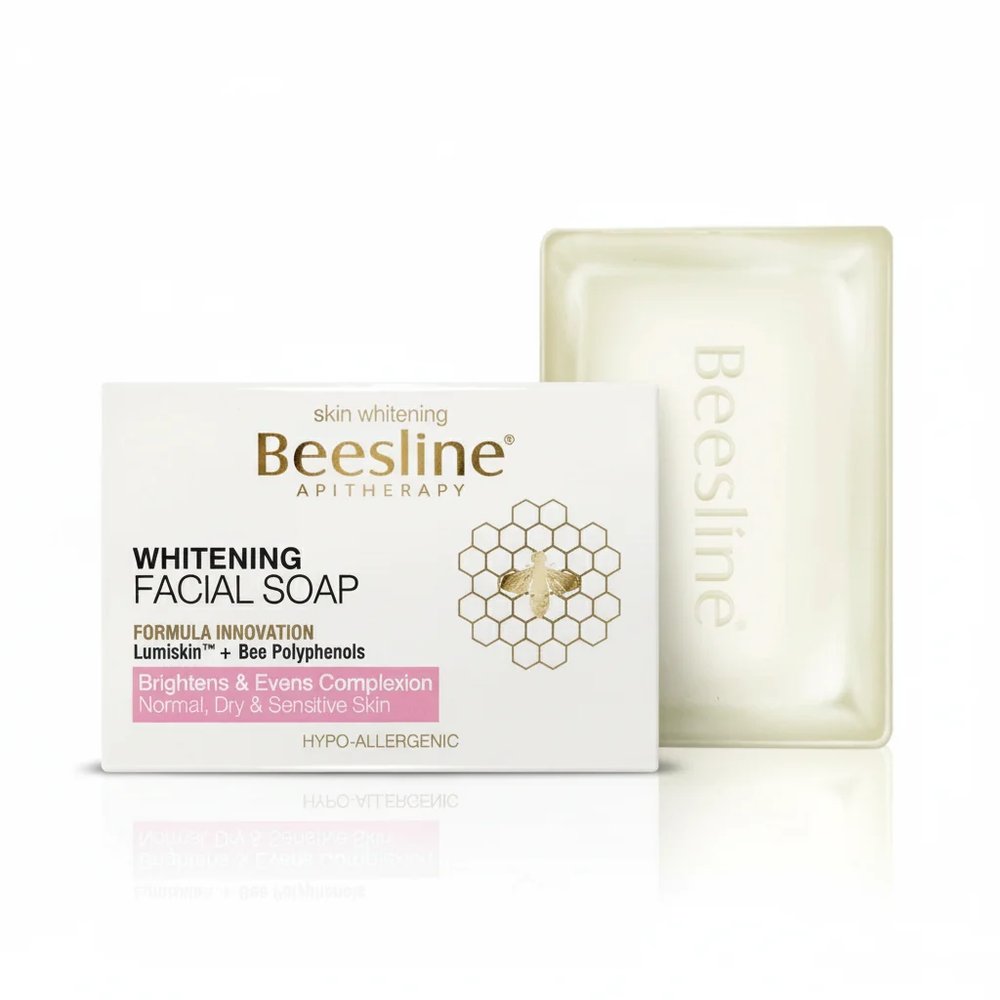 skin whitening
Beesline®
APITHERAPY
WHITENING
FACIAL SOAP
FORMULA INNOVATION
Lumiskin™ + Bee Polyphenols
Brightens & Evens Complexion
Normal, Dry & Sensitive Skin
HYPO-ALLERGENIC
Beesline®